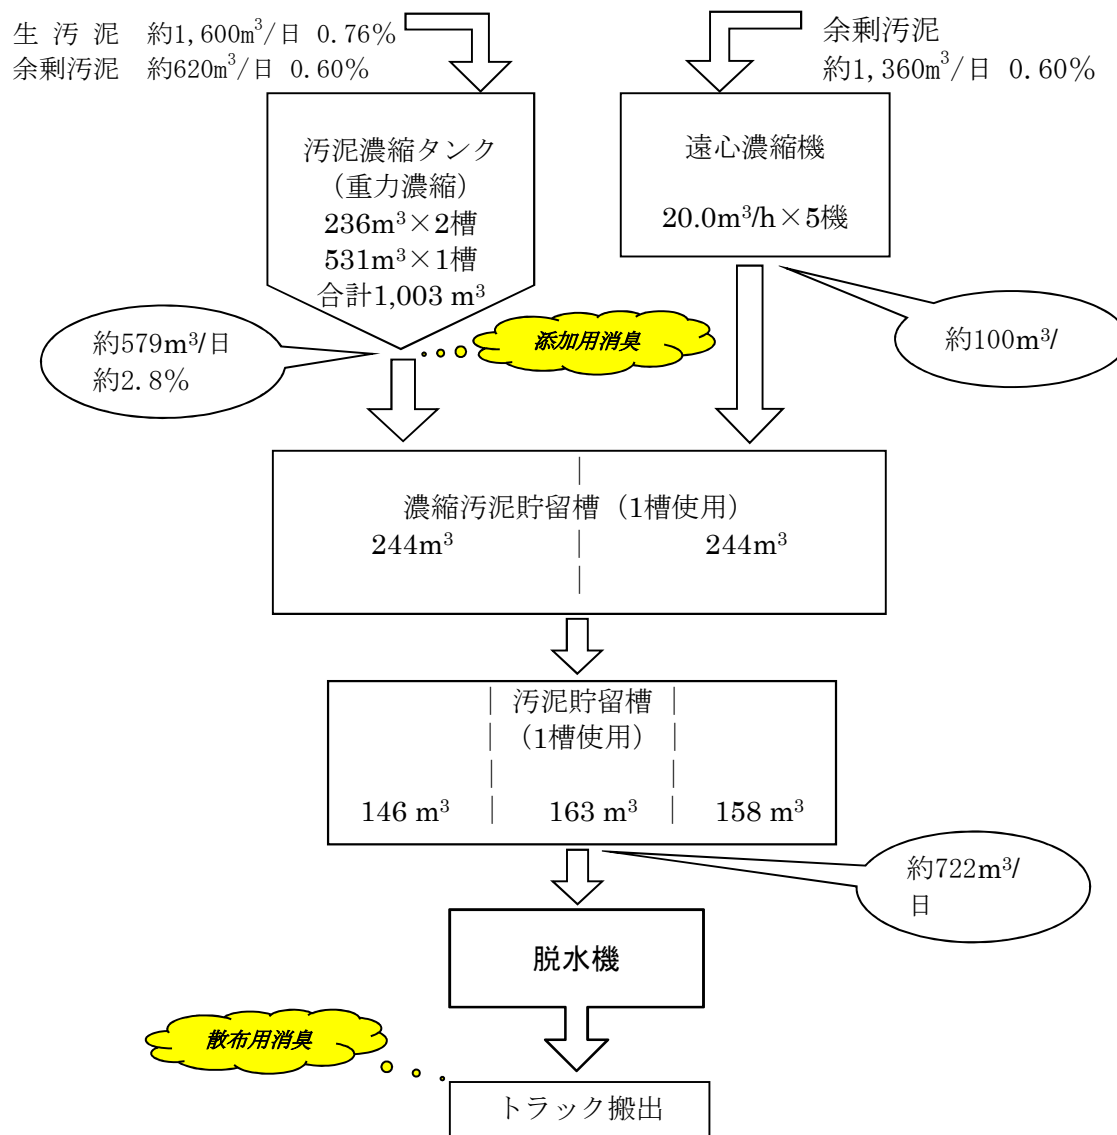 生 汚 泥 約1,600m³/日 0.76%
余剰汚泥 約620m³/日 0.60%
余剰汚泥
約1,360m³/日 0.60%
汚泥濃縮タンク
(重力濃縮)
236m³×2槽
531m³×1槽
合計1,003 m³
遠心濃縮機
20.0m³/h×5機
約579m³/日
約2.8%
添加用消臭
約100m³/
濃縮汚泥貯留槽(1槽使用)
244m³ 244m³
汚泥貯留槽
(1槽使用)
146 m³ 163 m³ 158 m³
約722m³/
日
脱水機
散布用消臭
トラック搬出